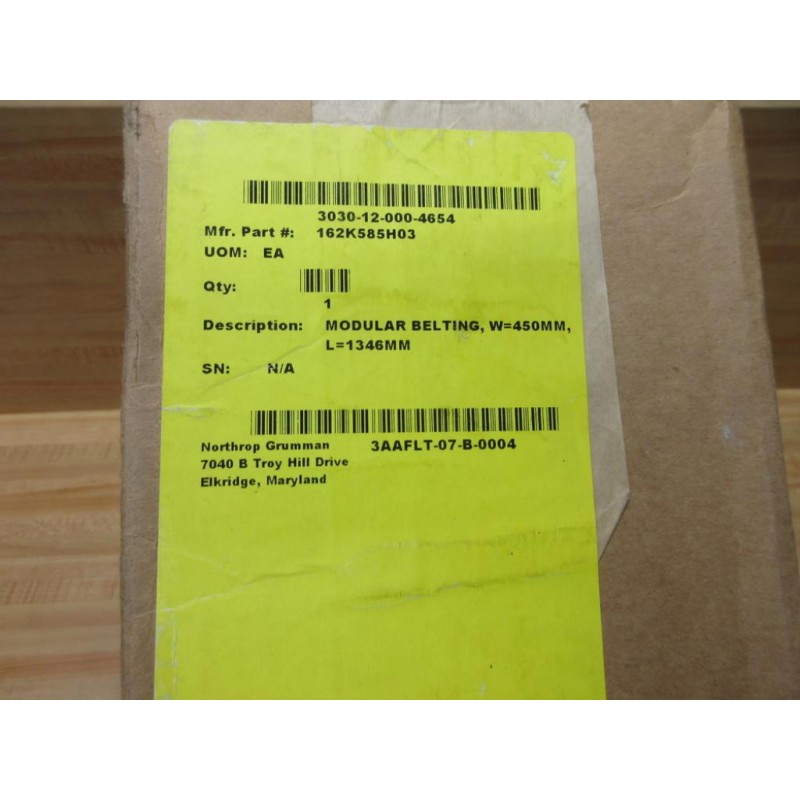 3030-12-000-4654
Mfr. Part #: 162K585H03
UOM: EA
Qty:
1
Description: MODULAR BELTING, W=450MM,
L=1346MM
SN: N/A
Northrop Grumman 3AAFLT-07-B-0004
7040 B Troy Hill Drive
Elkridge, Maryland